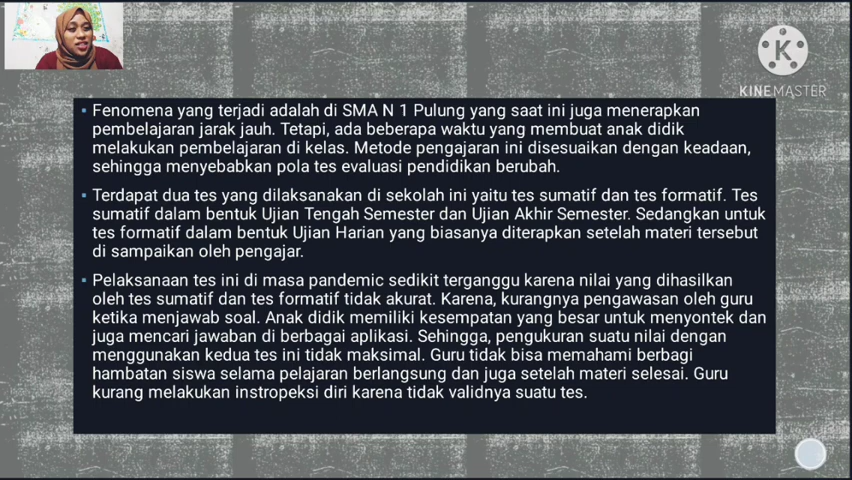 K
KINEMASTER
Fenomena yang terjadi adalah di SMA N 1 Pulung yang saat ini juga menerapkan
pembelajaran jarak jauh. Tetapi, ada beberapa waktu yang membuat anak didik
melakukan pembelajaran di kelas. Metode pengajaran ini disesuaikan dengan keadaan,
sehingga menyebabkan pola tes evaluasi pendidikan berubah.
Terdapat dua tes yang dilaksanakan di sekolah ini yaitu tes sumatif dan tes formatif. Tes
sumatif dalam bentuk Ujian Tengah Semester dan Ujian Akhir Semester. Sedangkan untuk
tes formatif dalam bentuk Ujian Harian yang biasanya diterapkan setelah materi tersebut
di sampaikan oleh pengajar.
Pelaksanaan tes ini di masa pandemic sedikit terganggu karena nilai yang dihasilkan
oleh tes sumatif dan tes formatif tidak akurat. Karena, kurangnya pengawasan oleh guru
ketika menjawab soal. Anak didik memiliki kesempatan yang besar untuk menyontek dan
juga mencari jawaban di berbagai aplikasi. Sehingga, pengukuran suatu nilai dengan
menggunakan kedua tes ini tidak maksimal. Guru tidak bisa memahami berbagi
hambatan siswa selama pelajaran berlangsung dan juga setelah materi selesai. Guru
kurang melakukan instropeksi diri karena tidak validnya suatu tes.